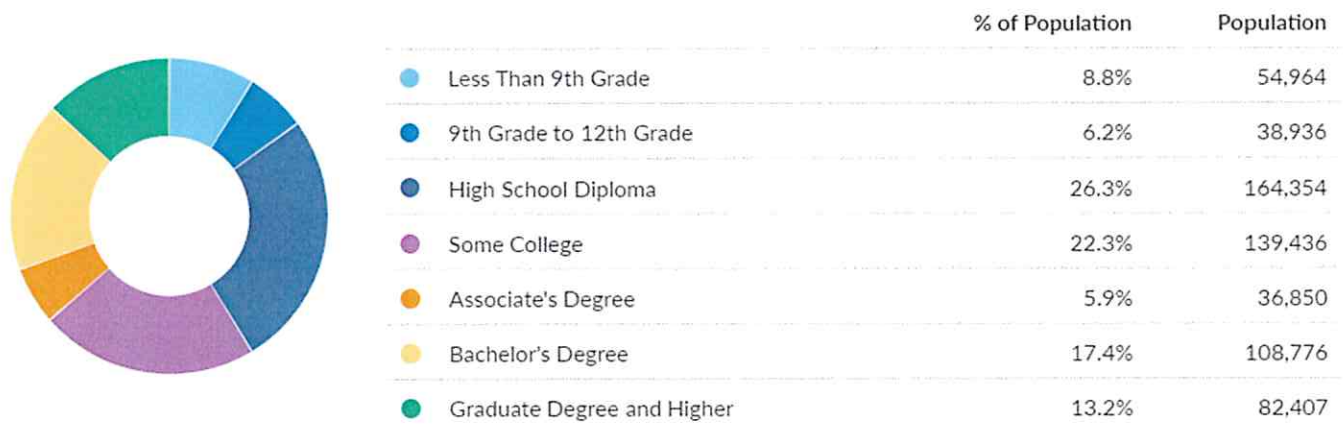 % of Population Population
Less Than 9th Grade 8.8% 54,964
9th Grade to 12th Grade 6.2% 38,936
High School Diploma 26.3% 164,354
Some College 22.3% 139,436
Associate's Degree 5.9% 36,850
Bachelor's Degree 17.4% 108,776
Graduate Degree and Higher 13.2% 82,407